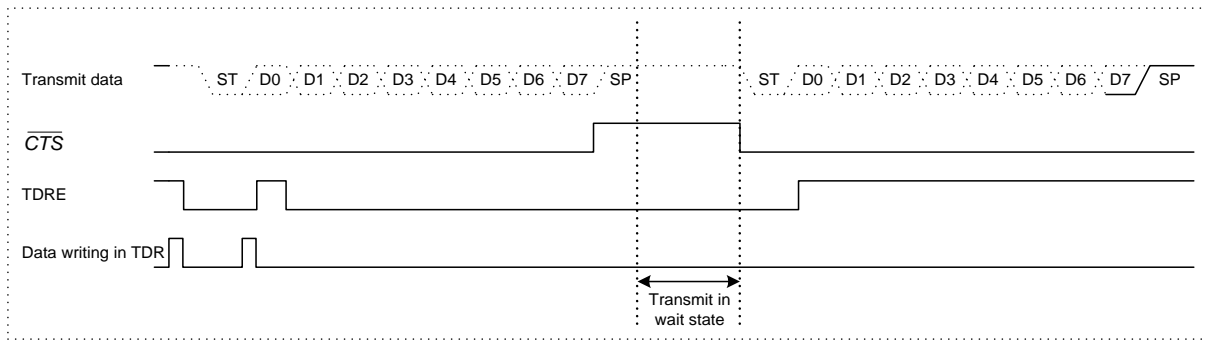 Transmit data ST D0 D1 D2 D3 D4 D5 D6 D7 SP ST D0 D1 D2 D3 D4 D5 D6 D7 SP
CTS
TDRE
Data writing in TDR
Transmit in
wait state